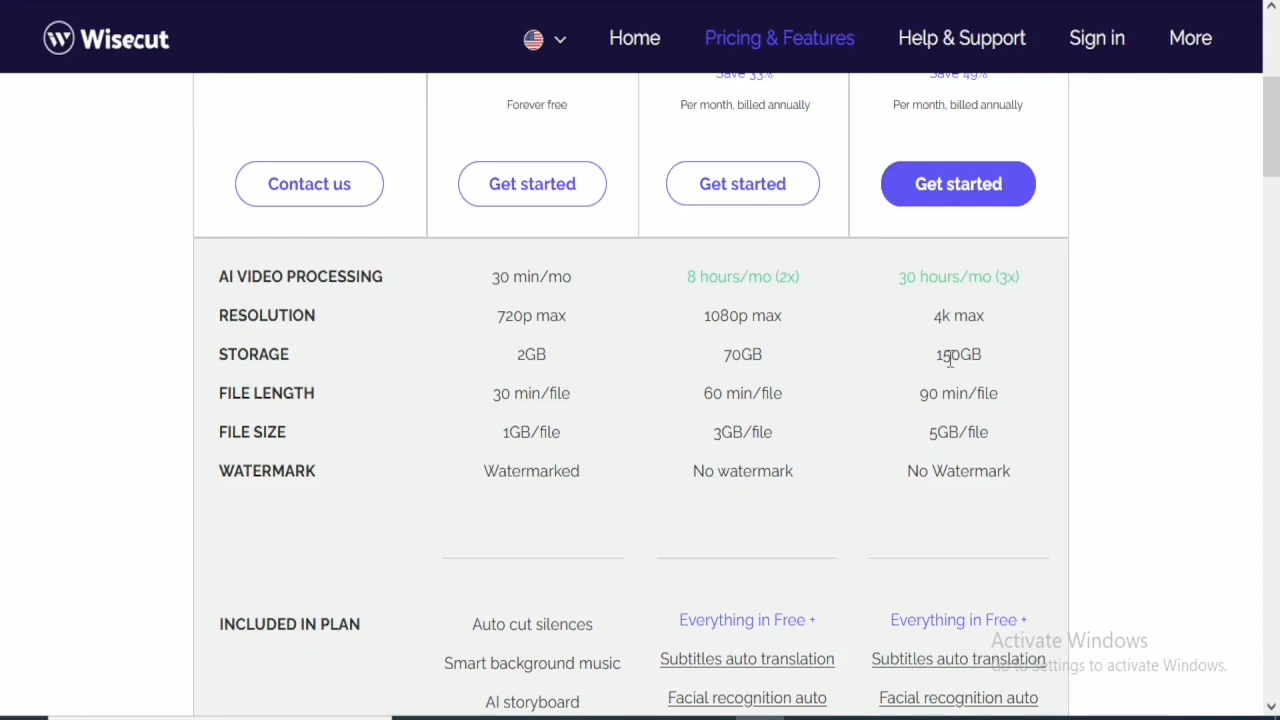 Wisecut
Home Pricing & Features Help & Support Sign in More
Save 33% Save 49%
Forever free Per month, billed annually Per month, billed annually
Contact us Get started Get started Get started
AI VIDEO PROCESSING 30 min/mo 8 hours/mo (2x) 30 hours/mo (3x)
RESOLUTION 720p max 1080p max 4k max
STORAGE 2GB 70GB 150GB
FILE LENGTH 30 min/file 60 min/file 90 min/file
FILE SIZE 1GB/file 3GB/file 5GB/file
WATERMARK Watermarked No watermark No Watermark
INCLUDED IN PLAN Auto cut silences Everything in Free + Everything in Free +
Smart background music Subtitles auto translation Subtitles auto translation
AI storyboard Facial recognition auto Facial recognition auto
Activate Windows
Go to Settings to activate Windows.